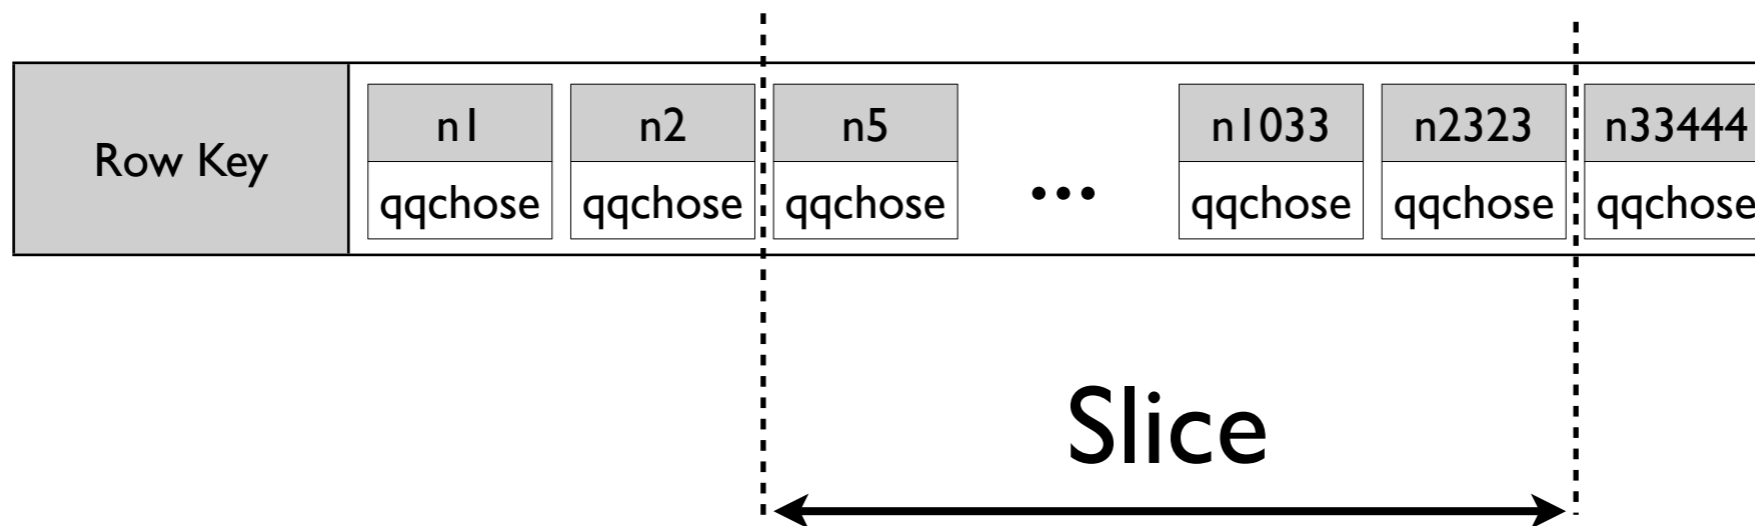 Row Key
n1 n2 n5 n1033 n2323 n33444
qqchose qqchose qqchose ... qqchose qqchose qqchose
Slice